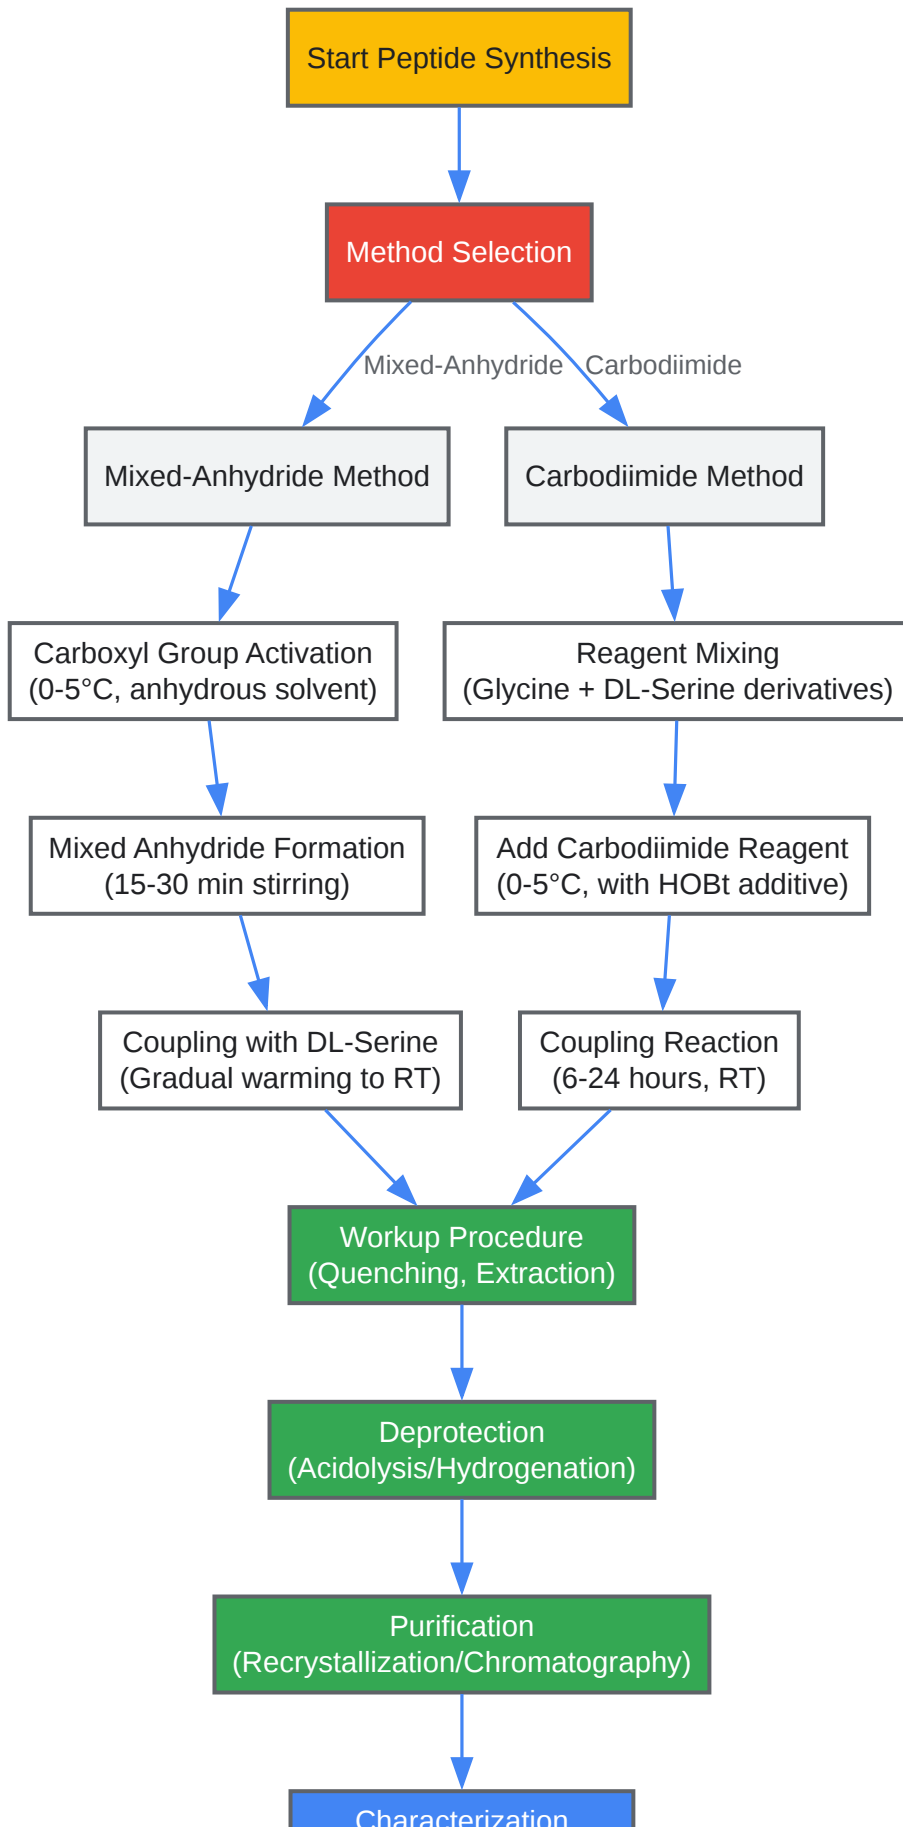 Start Peptide Synthesis
Method Selection
Mixed-Anhydride
Carbodiimide
Mixed-Anhydride Method
Carbodiimide Method
Carboxyl Group Activation
(0-5°C, anhydrous solvent)
Reagent Mixing
(Glycine + DL-Serine derivatives)
Mixed Anhydride Formation
(15-30 min stirring)
Add Carbodiimide Reagent
(0-5°C, with HOBt additive)
Coupling with DL-Serine
(Gradual warming to RT)
Coupling Reaction
(6-24 hours, RT)
Workup Procedure
(Quenching, Extraction)
Deprotection
(Acidolysis/Hydrogenation)
Purification
(Recrystallization/Chromatography)
Characterization